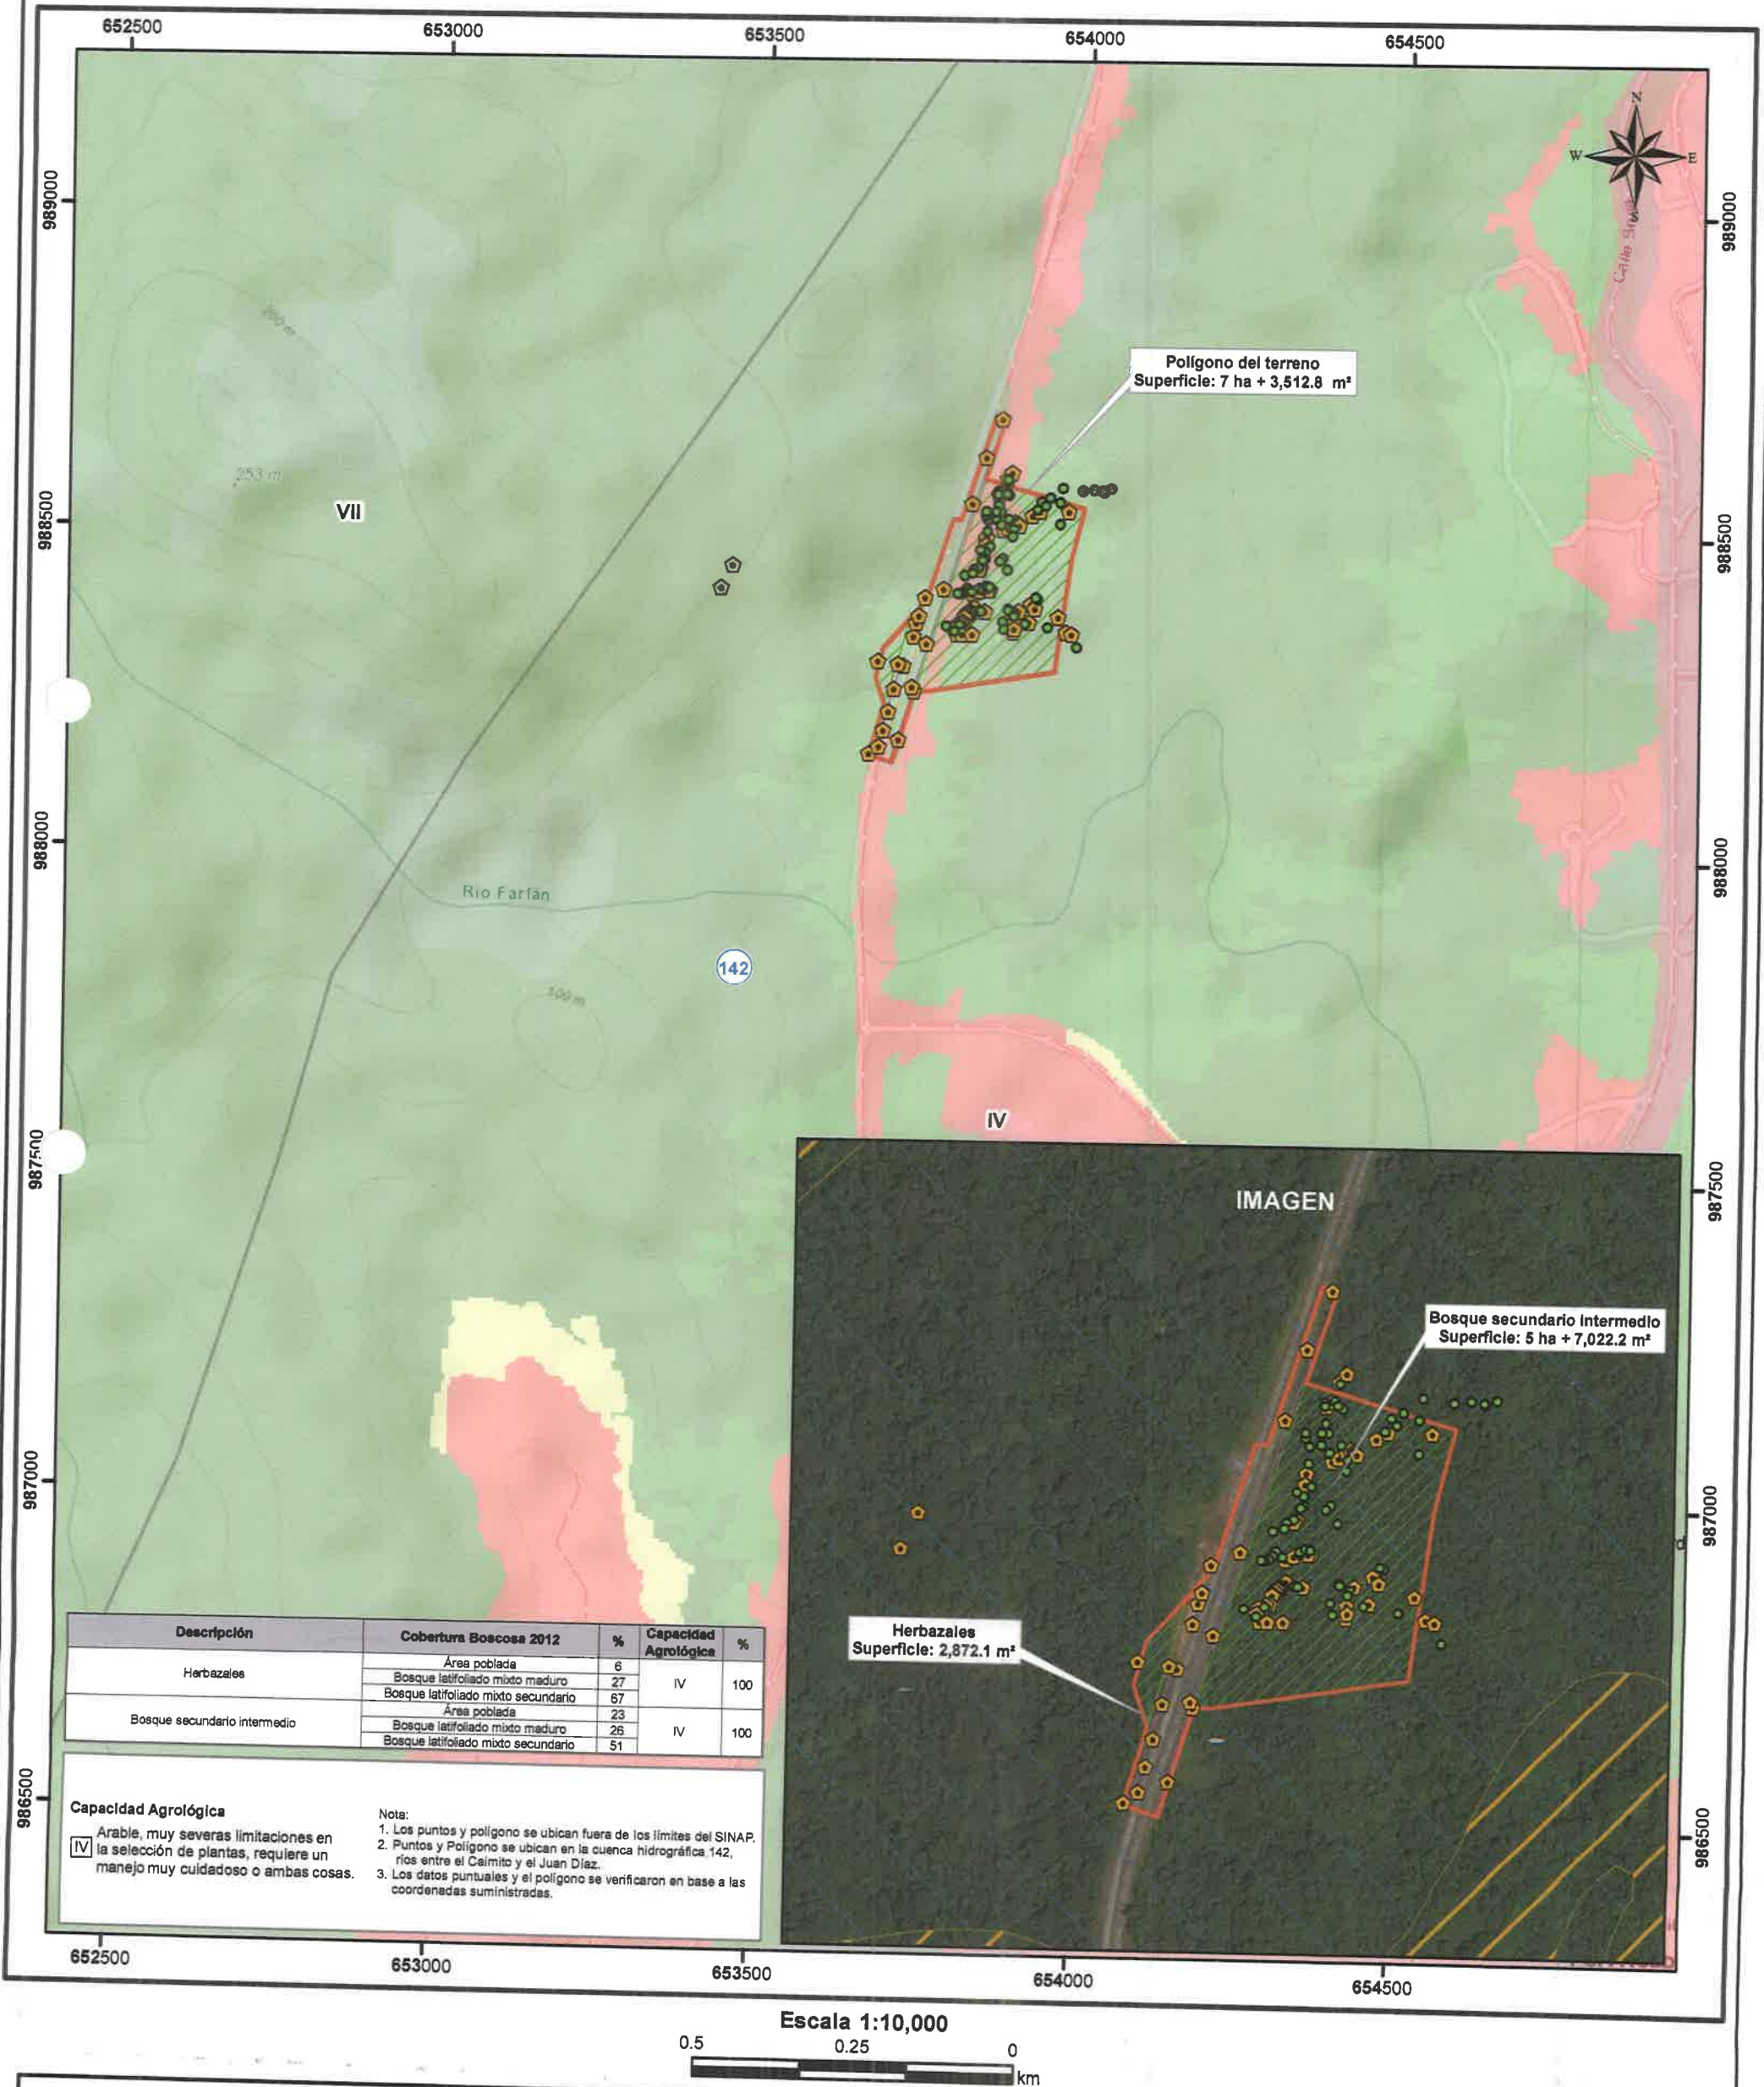 652500 653000 653500 654000 654500
N
W E
S
989000 989000
Calle
200 m
Polígono del terreno
Superficie: 7 ha + 3,512.8 m²
253 m
VII
988500 988500
988000 988000
Río Farfán
142
100 m
IV
987500 987500
IMAGEN
Bosque secundario intermedio
Superficie: 5 ha + 7,022.2 m²
987000 987000
d
Herbazales
Superficie: 2,872.1 m²
Descripción Cobertura Boscosa 2012 % Capacidad Agrológica %
Herbazales Área poblada 6 IV 100
Bosque latifoliado mixto maduro 27
Bosque latifoliado mixto secundario 67
Bosque secundario intermedio Área poblada 23 IV 100
Bosque latifoliado mixto maduro 26
Bosque latifoliado mixto secundario 51
986500 986500
Capacidad Agrológica
IV Arable, muy severas limitaciones en
la selección de plantas, requiere un
manejo muy cuidadoso o ambas cosas.
Nota:
1. Los puntos y polígono se ubican fuera de los límites del SINAP.
2. Puntos y Polígono se ubican en la cuenca hidrográfica 142,
ríos entre el Caimito y el Juan Díaz.
3. Los datos puntuales y el polígono se verificaron en base a las
coordenadas suministradas.
652500 653000 653500 654000 654500
Escala 1:10,000
0.5 0.25 0
km